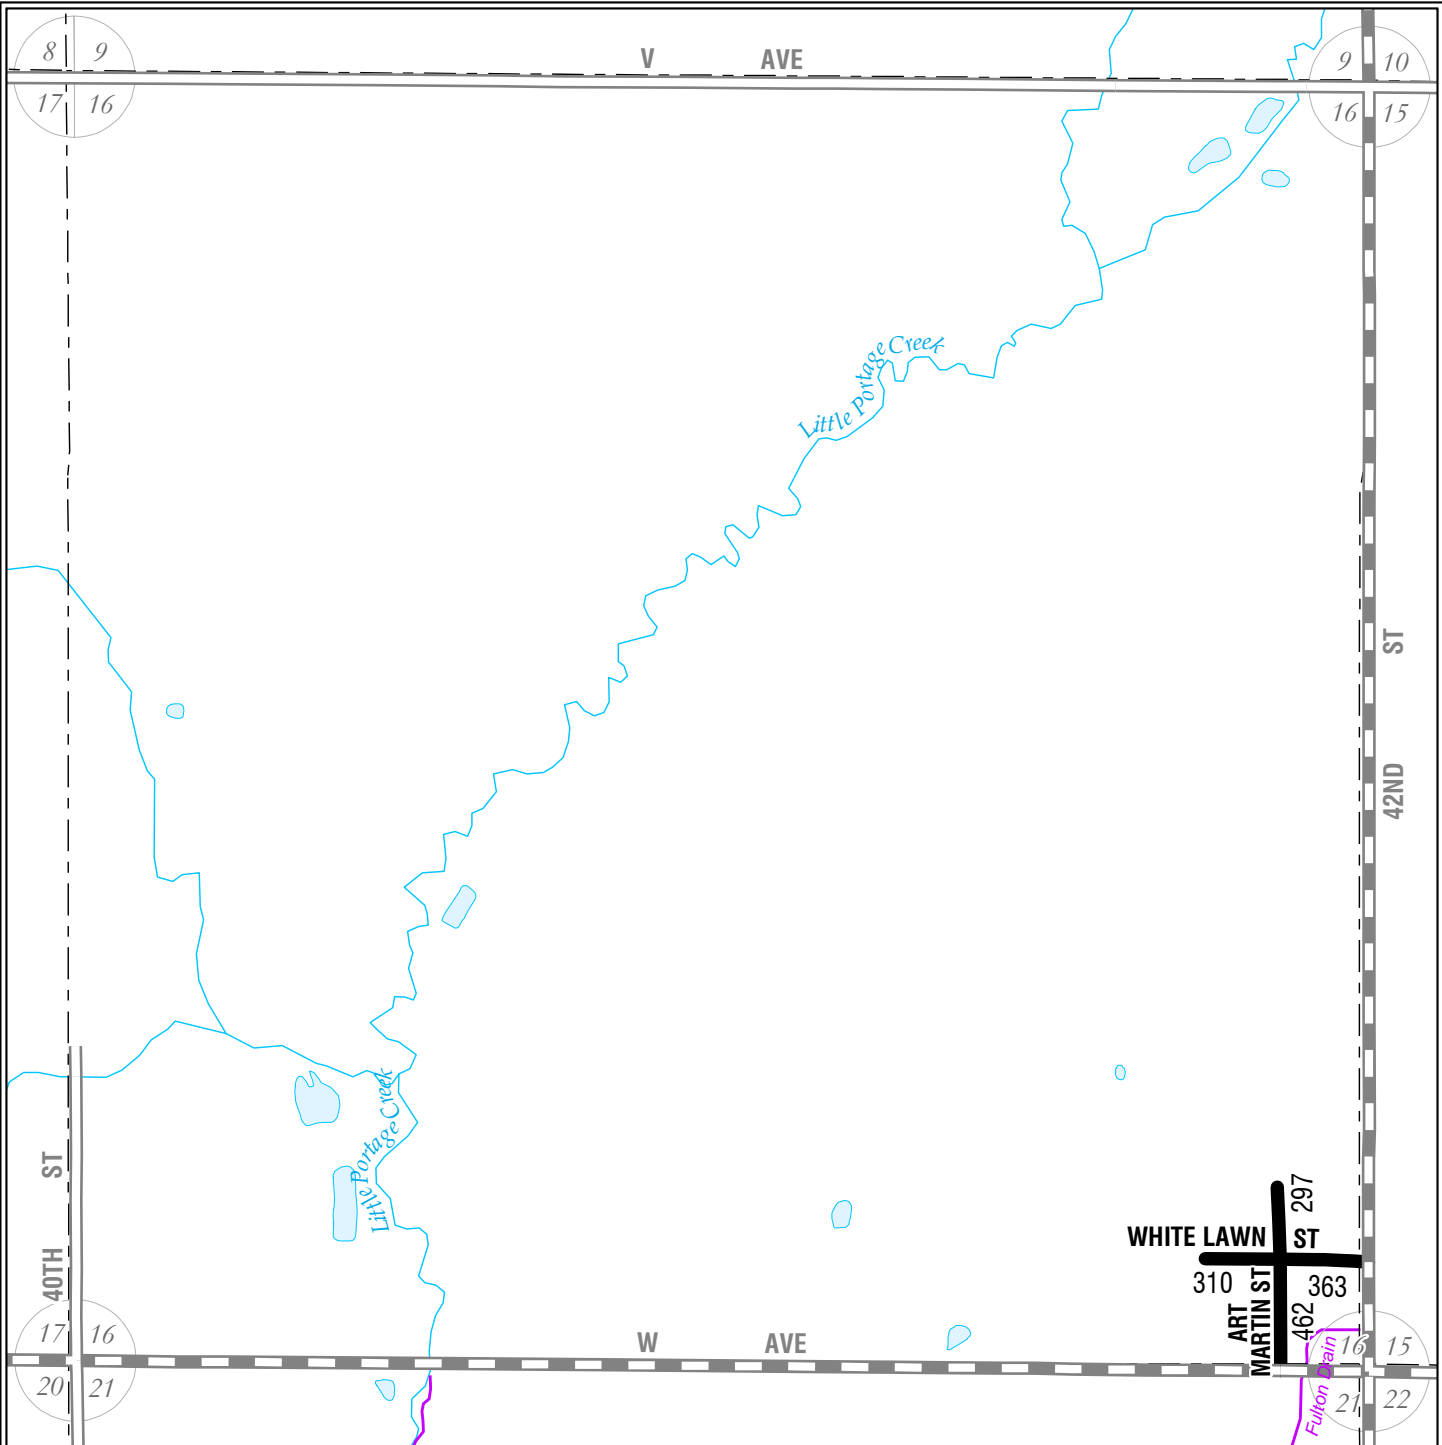 8 9
17 16
V AVE
9 10
16 15
Little Portage Creek
42ND ST
Little Portage Creek
40TH ST
WHITE LAWN ST
297
310
363
ART
MARTIN ST
462
17 16
20 21
W AVE
16 15
21 22
Fulton Drain